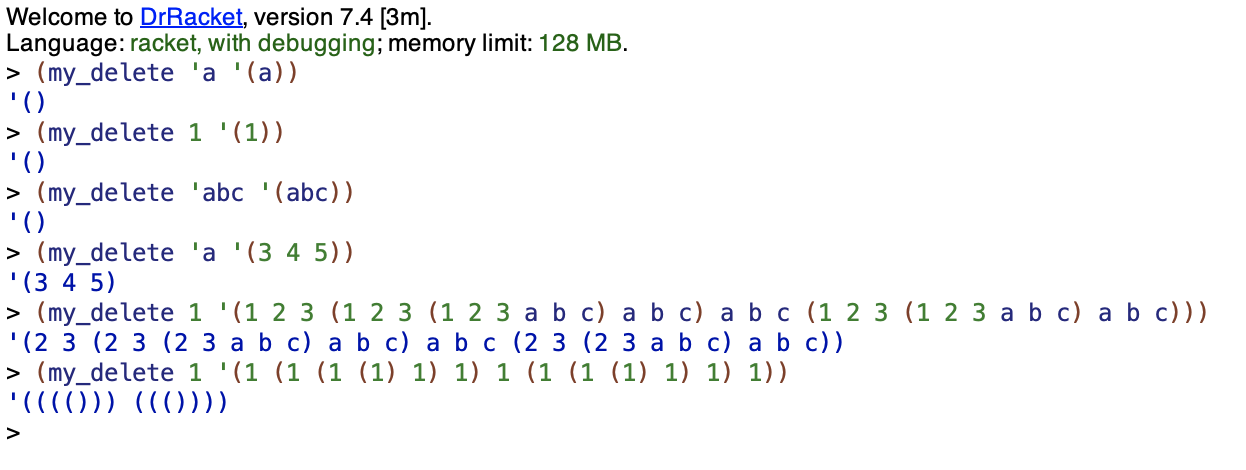 Welcome to DrRacket, version 7.4 [3m].
Language: racket, with debugging; memory limit: 128 MB.
> (my_delete 'a '(a))
'()
> (my_delete 1 '(1))
'()
> (my_delete 'abc '(abc))
'()
> (my_delete 'a '(3 4 5))
'(3 4 5)
> (my_delete 1 '(1 2 3 (1 2 3 (1 2 3 a b c) a b c) a b c (1 2 3 (1 2 3 a b c) a b c)))
'(2 3 (2 3 (2 3 a b c) a b c) a b c (2 3 (2 3 a b c) a b c))
> (my_delete 1 '(1 (1 (1 (1) 1) 1) 1 (1 (1 (1) 1) 1) 1))
'(((())) ((())))
>